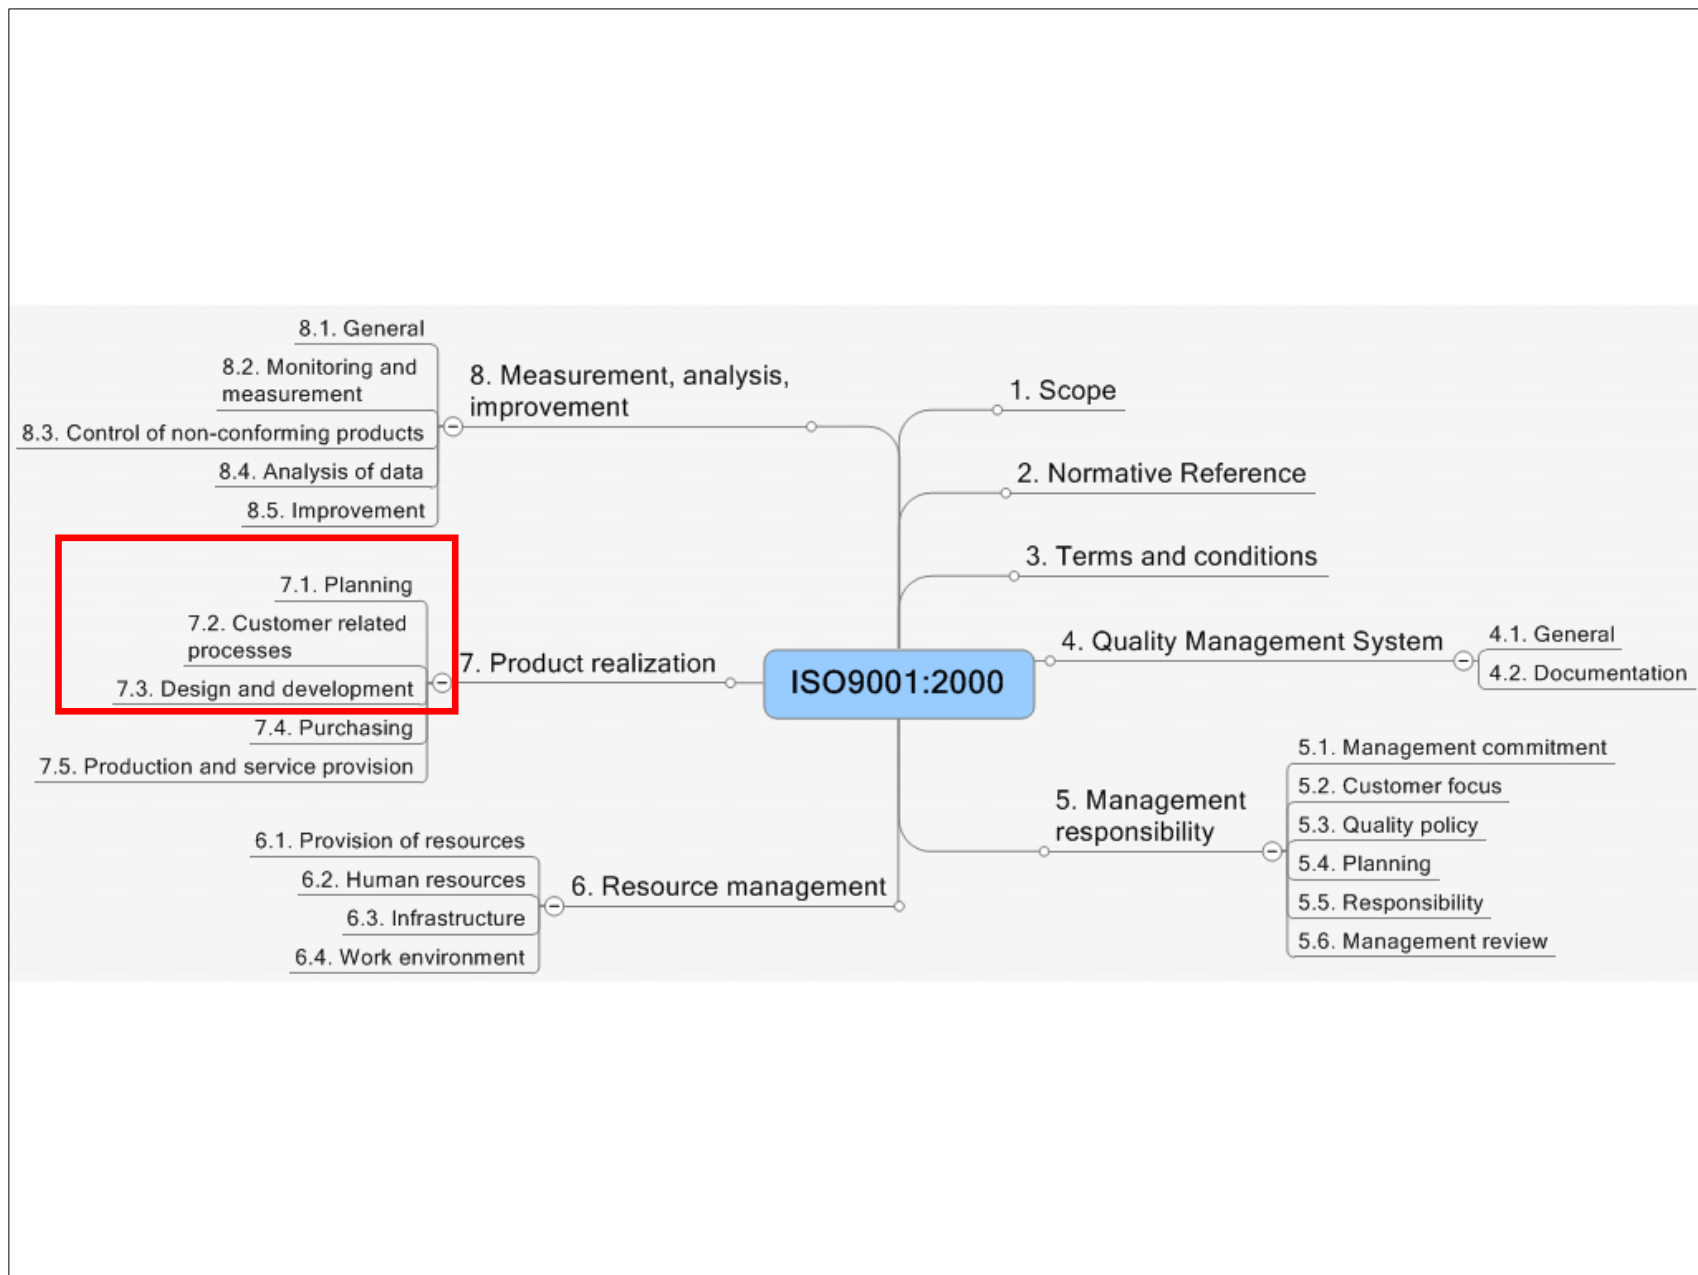 8.1. General
8.2. Monitoring and
measurement
8.3. Control of non-conforming products
8.4. Analysis of data
8.5. Improvement
8. Measurement, analysis,
improvement
7.1. Planning
7.2. Customer related
processes
7.3. Design and development
7.4. Purchasing
7.5. Production and service provision
7. Product realization
6.1. Provision of resources
6.2. Human resources
6.3. Infrastructure
6.4. Work environment
6. Resource management
ISO9001:2000
1. Scope
2. Normative Reference
3. Terms and conditions
4. Quality Management System
4.1. General
4.2. Documentation
5. Management
responsibility
5.1. Management commitment
5.2. Customer focus
5.3. Quality policy
5.4. Planning
5.5. Responsibility
5.6. Management review